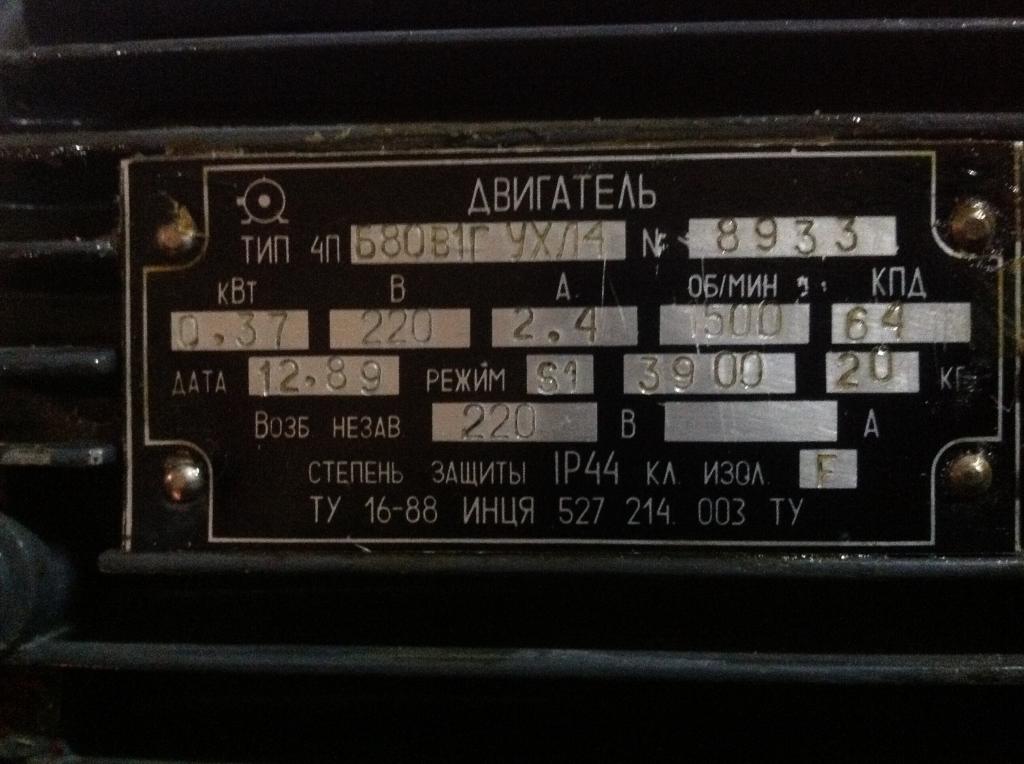 ДВИГАТЕЛЬ
ТИП 4П Б80В1Г УХЛ4 № 8933
кВт В А ОБ/МИН КПД
0.37 220 2.4 1500 64
ДАТА 12.89 РЕЖИМ S1 3900 20 КГ
ВОЗБ НЕЗАВ 220 В А
СТЕПЕНЬ ЗАЩИТЫ IP44 КЛ ИЗОЛ. F
ТУ 16-88 ИНЦЯ 527 214. 003 ТУ